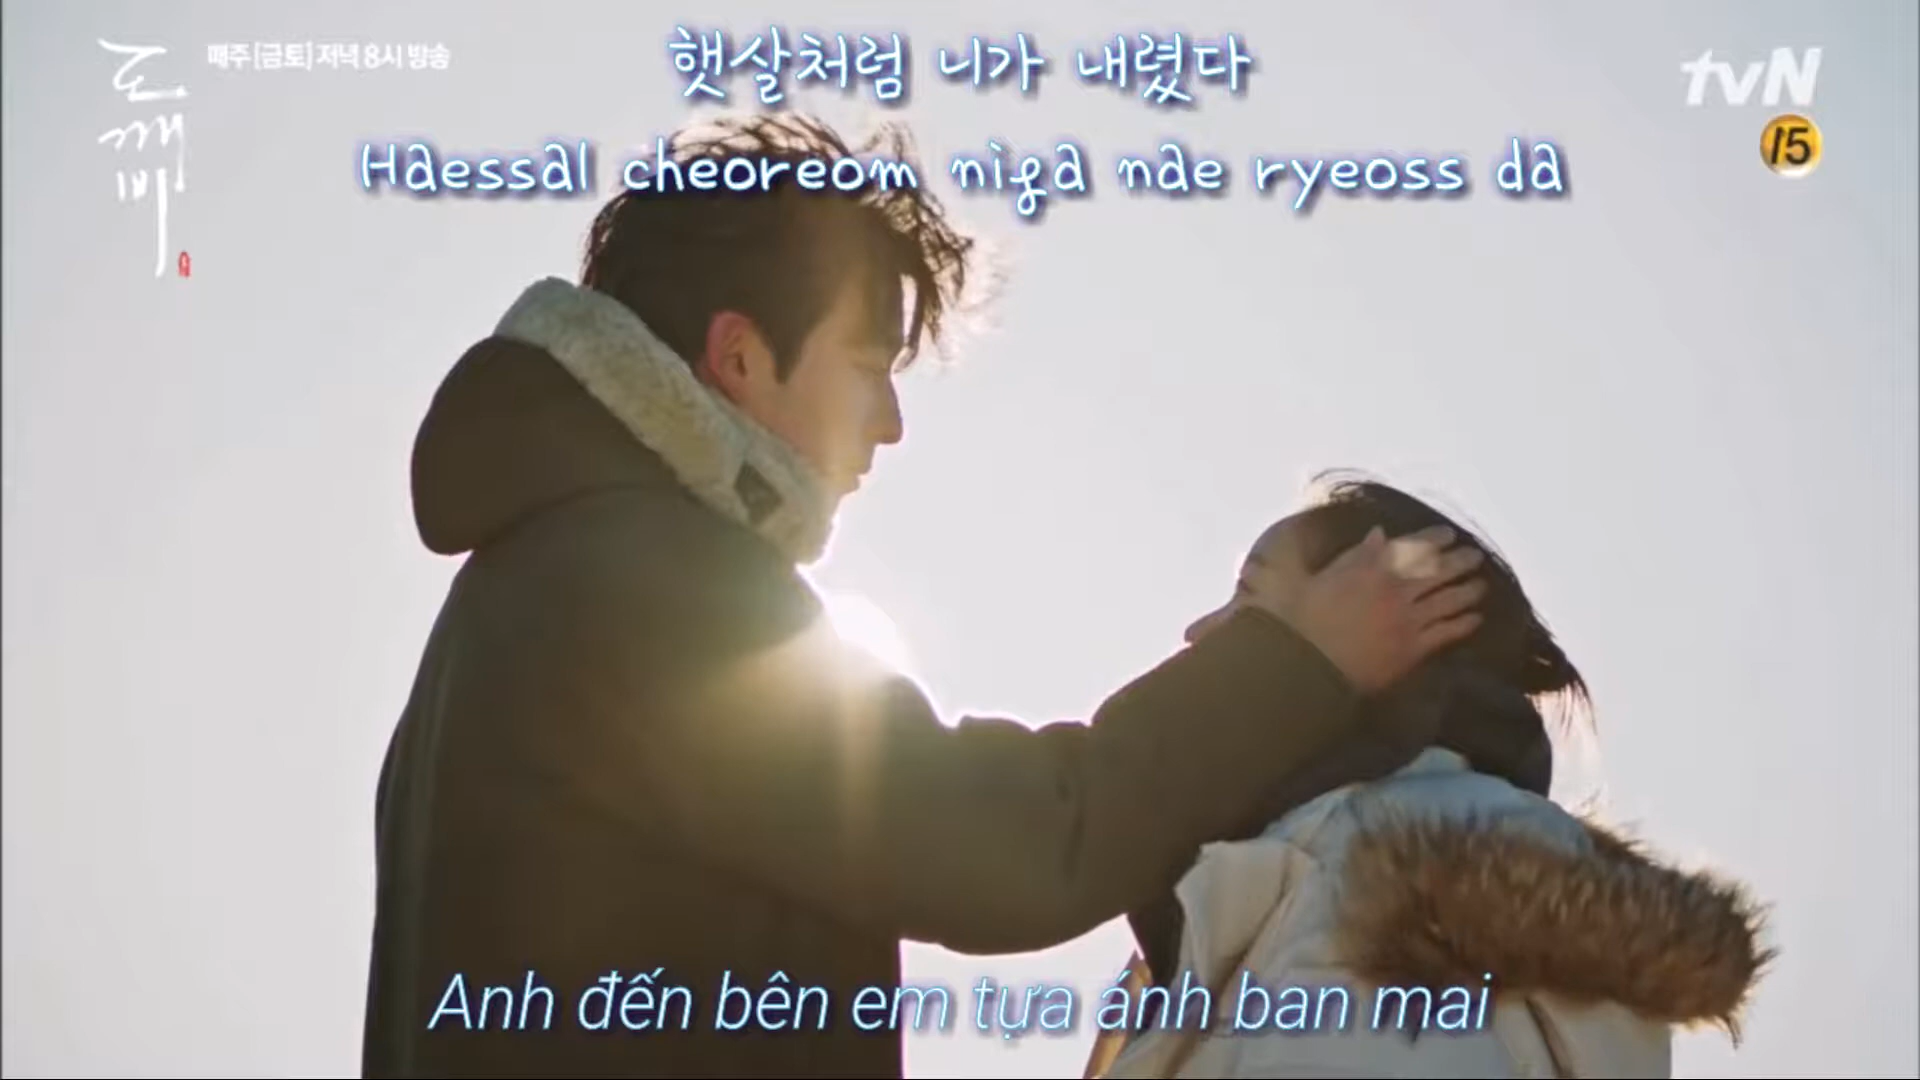 도깨비
매주 [금토] 저녁 8시 방송
햇살처럼 니가 내렸다
tvN
15
Haessal cheoreom niga nae ryeoss da
Anh đến bên em tựa ánh ban mai